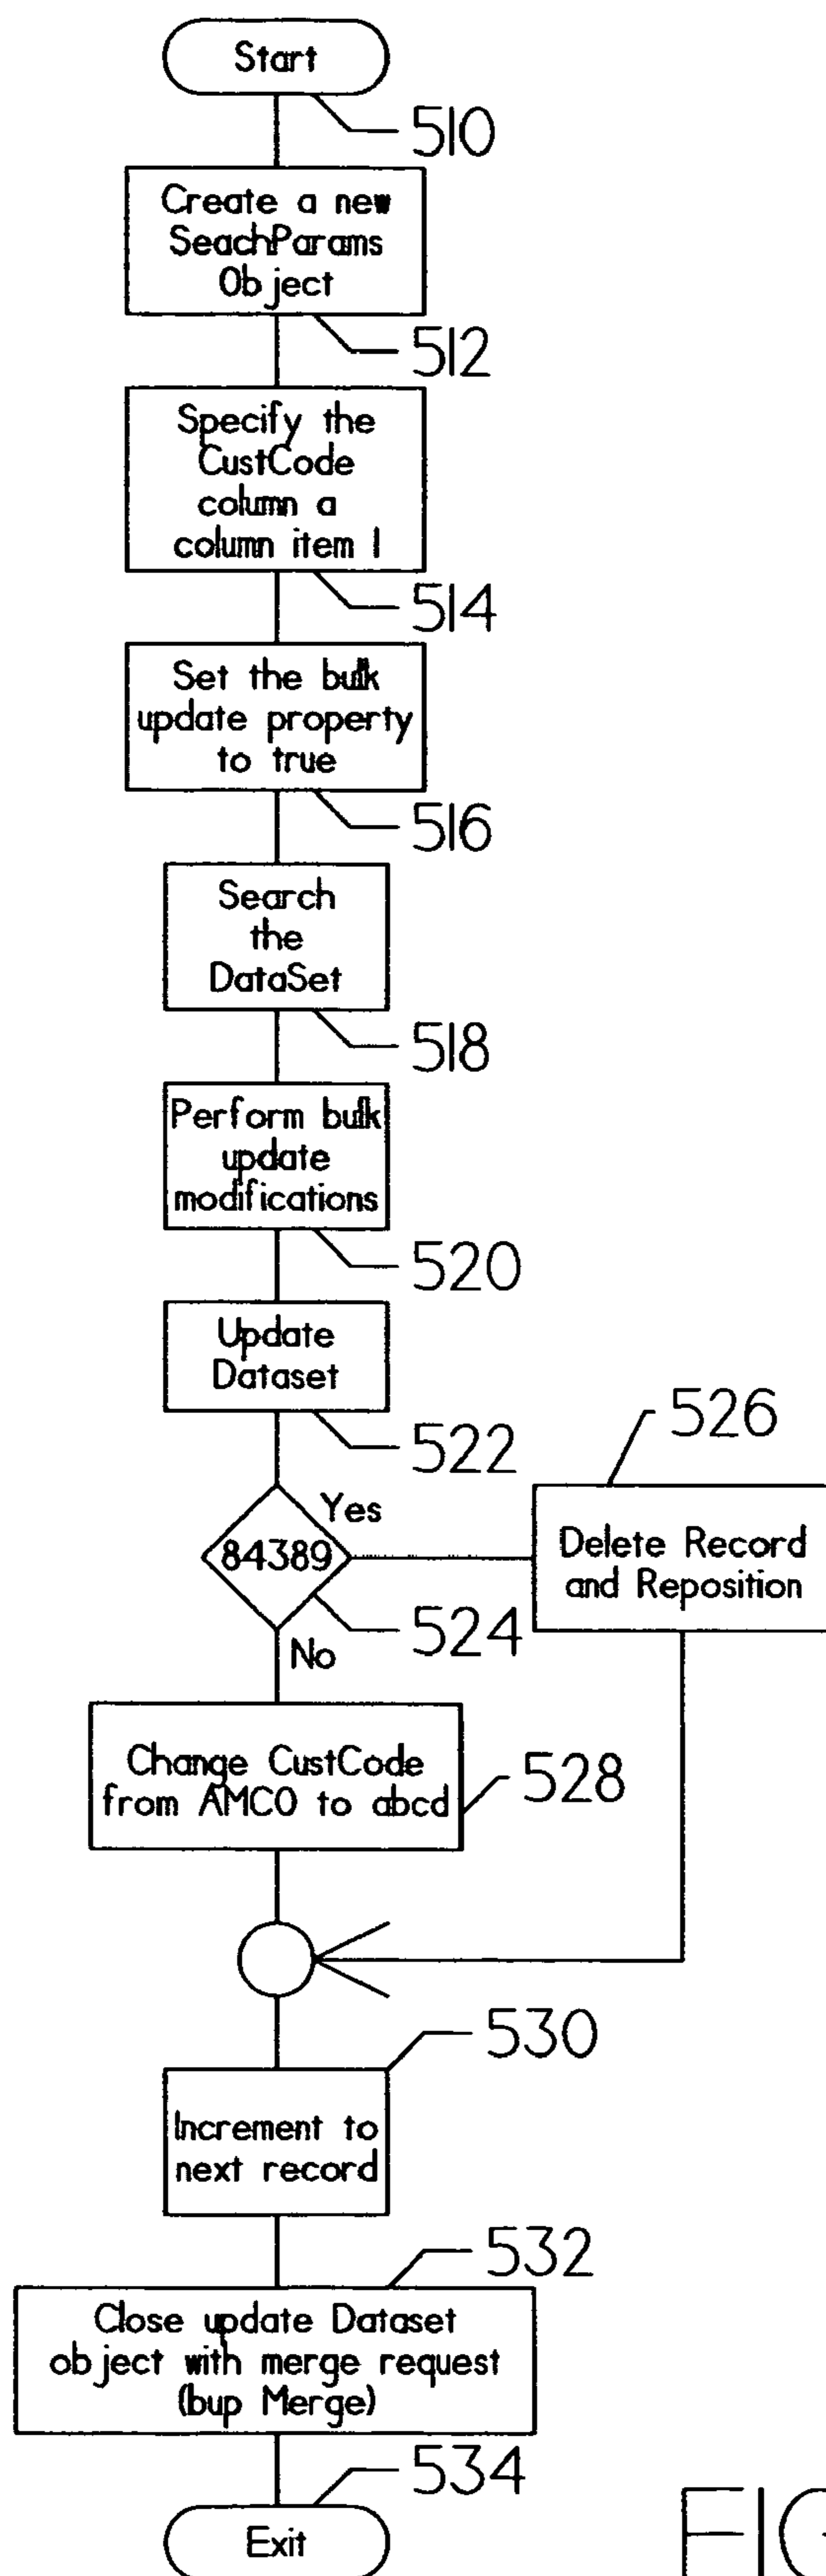 Start
510
Create a new
SeachParams
Object
512
Specify the
CustCode
column a
column item 1
514
Set the bulk
update property
to true
516
Search
the
DataSet
518
Perform bulk
update
modifications
520
Update
Dataset
522
526
Yes
84389
Delete Record
and Reposition
524
No
Change CustCode
from AMCO to abcd
528
530
Increment to
next record
532
Close update Dataset
object with merge request
(bup Merge)
534
Exit